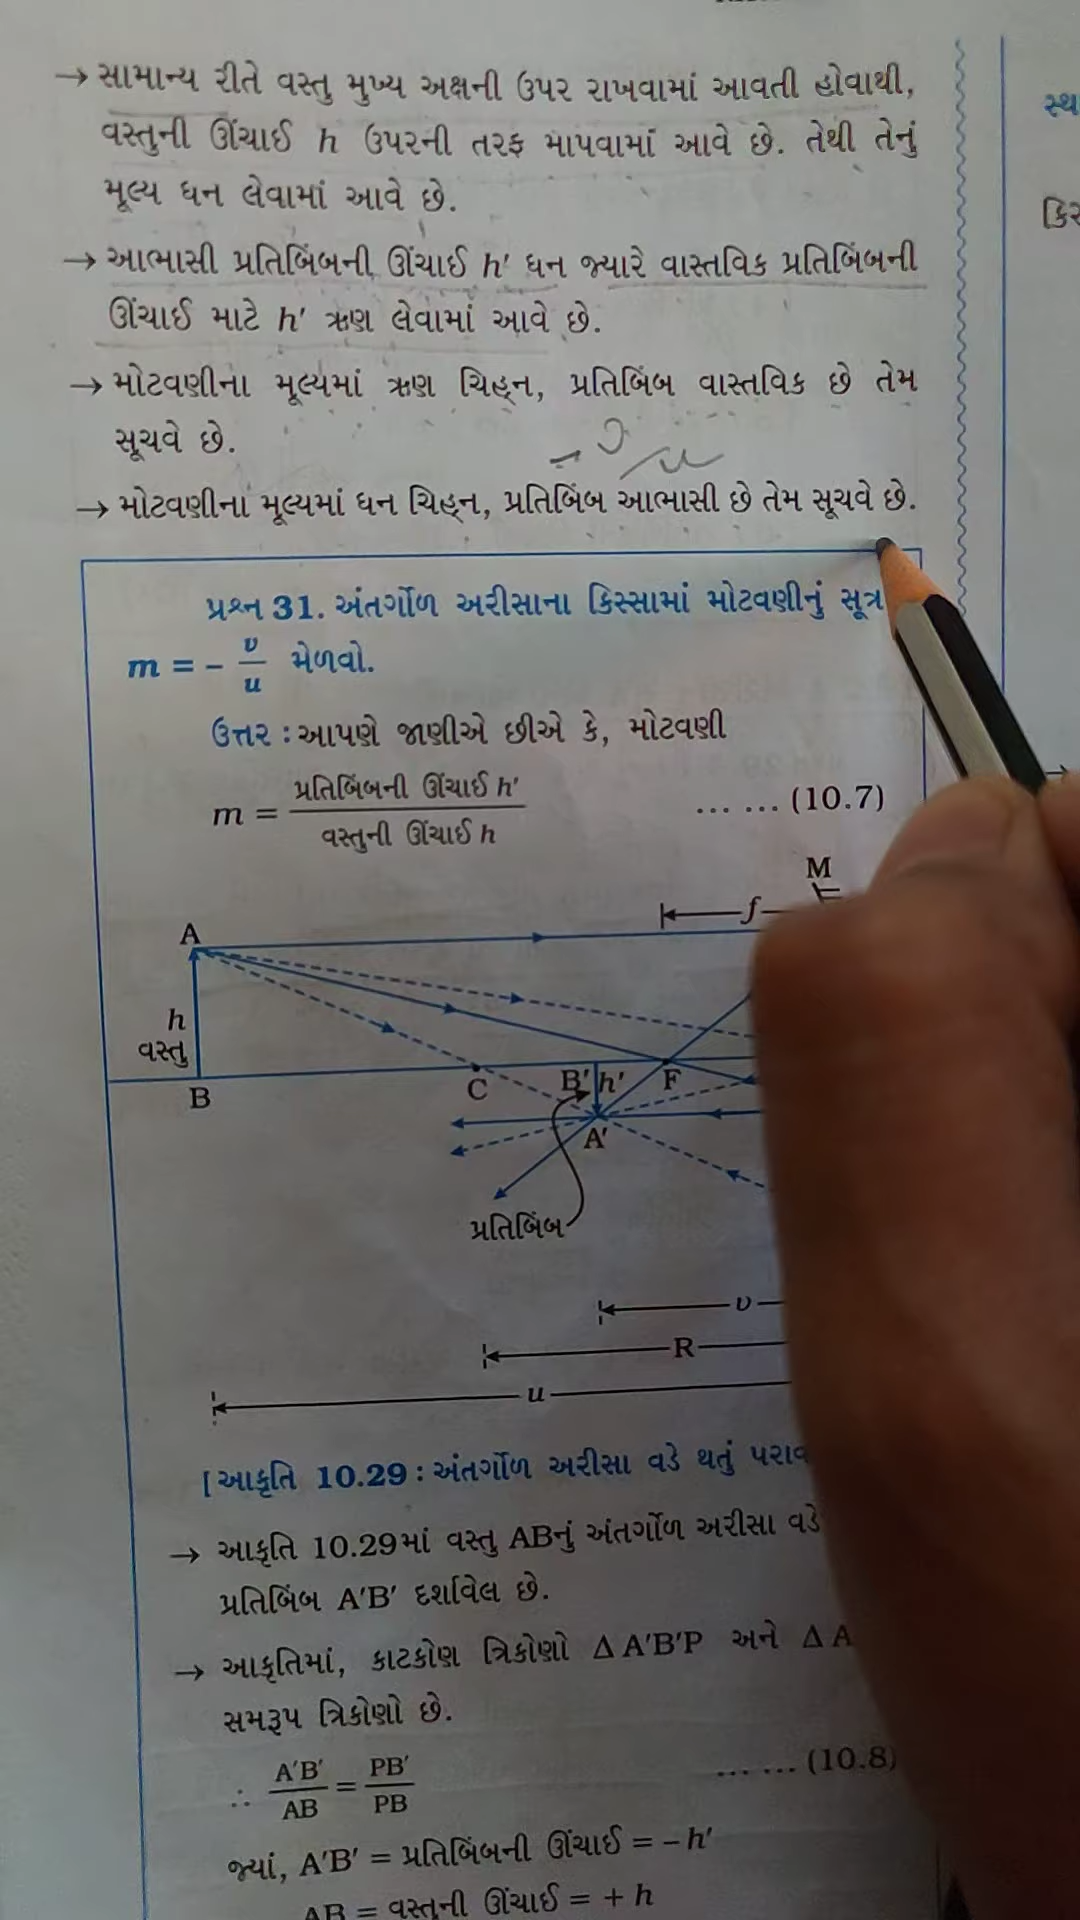 → સામાન્ય રીતે વસ્તુ મુખ્ય અક્ષની ઉપર રાખવામાં આવતી હોવાથી,
વસ્તુની ઊંચાઈ h ઉપરની તરફ માપવામાં આવે છે. તેથી તેનું
મૂલ્ય ધન લેવામાં આવે છે.
→ આભાસી પ્રતિબિંબની ઊંચાઈ h' ધન જ્યારે વાસ્તવિક પ્રતિબિંબની
ઊંચાઈ માટે h' ઋણ લેવામાં આવે છે.
→ મોટવણીના મૂલ્યમાં ઋણ ચિહ્ન, પ્રતિબિંબ વાસ્તવિક છે તેમ
સૂચવે છે.
→ મોટવણીનાં મૂલ્યમાં ધન ચિહ્ન, પ્રતિબિંબ આભાસી છે તેમ સૂચવે છે.
પ્રશ્ન 31. અંતર્ગોળ અરીસાના કિસ્સામાં મોટવણીનું સૂત્ર
m = - v/u મેળવો.
ઉત્તર : આપણે જાણીએ છીએ કે, મોટવણી
m = પ્રતિબિંબની ઊંચાઈ h' / વસ્તુની ઊંચાઈ h ... ... (10.7)
M
f
A
h
વસ્તુ
B C B' h' F
A'
પ્રતિબિંબ
v
R
u
[આકૃતિ 10.29 : અંતર્ગોળ અરીસા વડે થતું
→ આકૃતિ 10.29માં વસ્તુ ABનું અંતર્ગોળ અરીસા વડે
પ્રતિબિંબ A'B' દર્શાવેલ છે.
→ આકૃતિમાં, કાટકોણ ત્રિકોણો Δ A'B'P અને Δ A
સમરૂપ ત્રિકોણો છે.
∴ A'B'/AB = PB'/PB ... ... (10.8)
જ્યાં, A'B' = પ્રતિબિંબની ઊંચાઈ = - h'
AB = વસ્તુની ઊંચાઈ = + h